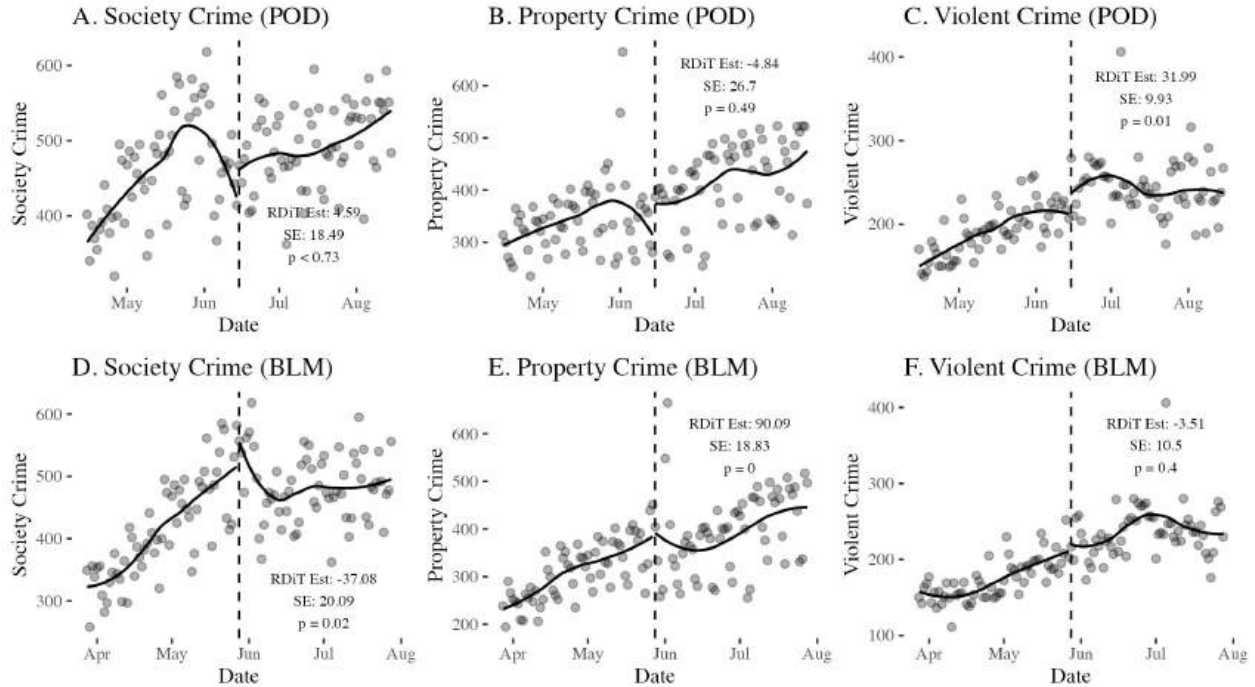 A. Society Crime (POD)
Society Crime
600
500
400
RDiT Est: 4.59
SE: 18.49
p < 0.73
May
Jun
Jul
Aug
Date
B. Property Crime (POD)
Property Crime
600
500
400
300
RDiT Est: -4.84
SE: 26.7
p = 0.49
May
Jun
Jul
Aug
Date
C. Violent Crime (POD)
Violent Crime
400
300
200
RDiT Est: 31.99
SE: 9.93
p = 0.01
May
Jun
Jul
Aug
Date
D. Society Crime (BLM)
Society Crime
600
500
400
300
RDiT Est: -37.08
SE: 20.09
p = 0.02
Apr
May
Jun
Jul
Aug
Date
E. Property Crime (BLM)
Property Crime
600
500
400
300
200
RDiT Est: 90.09
SE: 18.83
p = 0
Apr
May
Jun
Jul
Aug
Date
F. Violent Crime (BLM)
Violent Crime
400
300
200
100
RDiT Est: -3.51
SE: 10.5
p = 0.4
Apr
May
Jun
Jul
Aug
Date